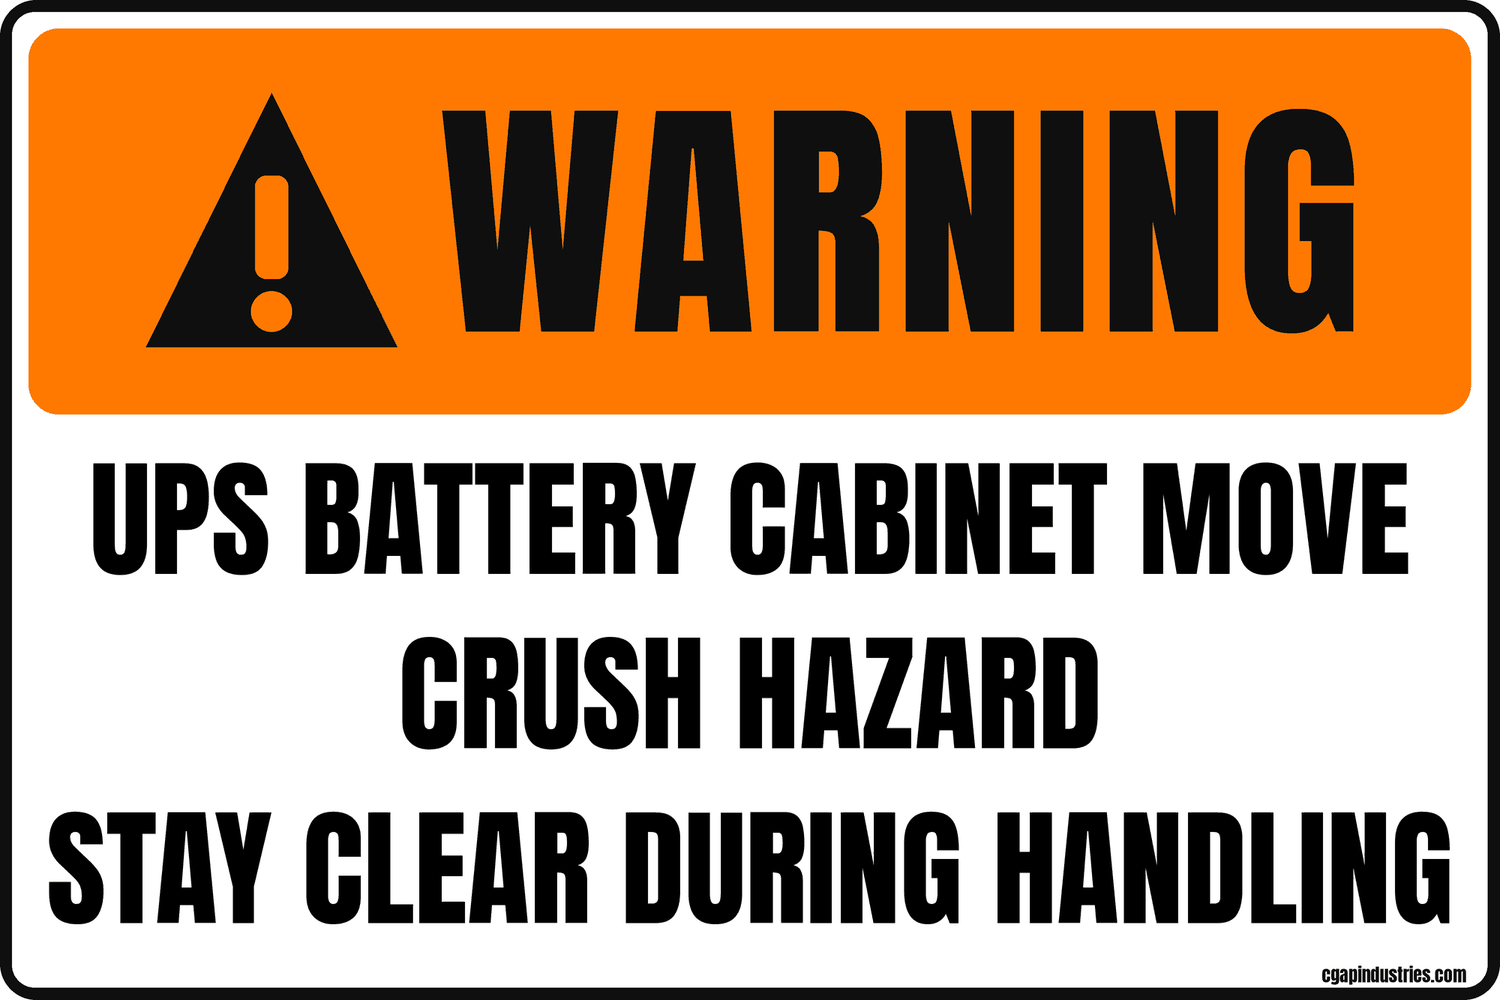 WARNING
UPS BATTERY CABINET MOVE
CRUSH HAZARD
STAY CLEAR DURING HANDLING
cgapindustries.com